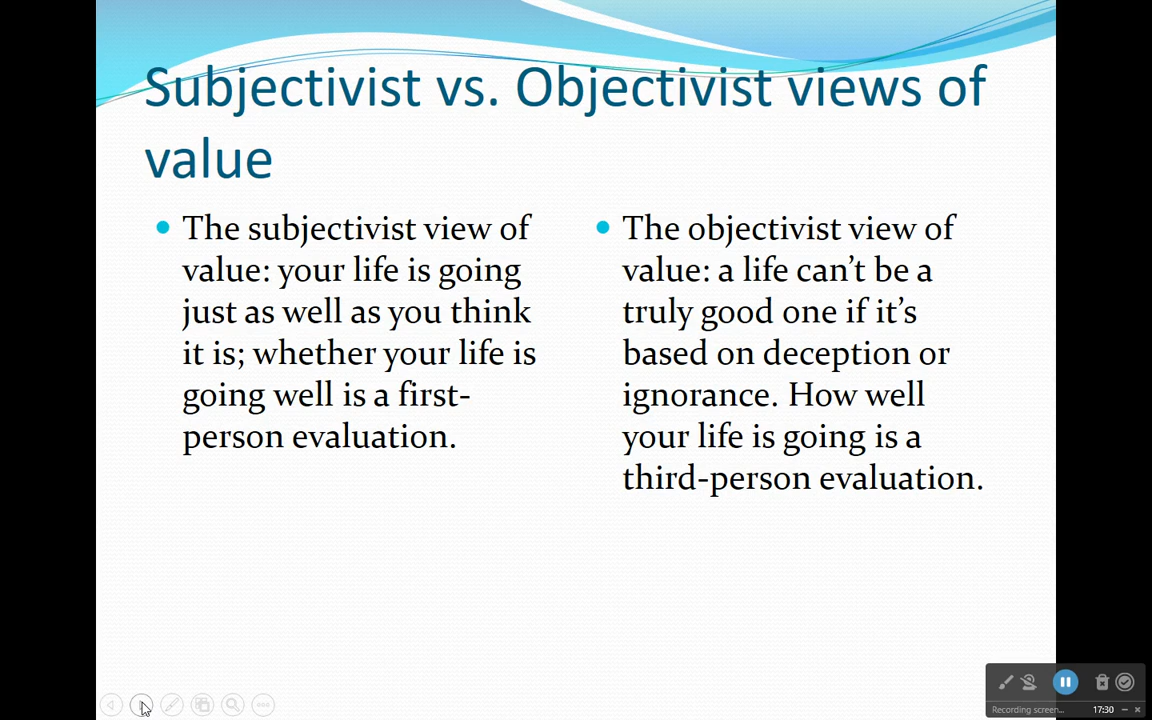 Subjectivist vs. Objectivist views of
value
The subjectivist view of
value: your life is going
just as well as you think
it is; whether your life is
going well is a first-
person evaluation.
The objectivist view of
value: a life can't be a
truly good one if it's
based on deception or
ignorance. How well
your life is going is a
third-person evaluation.
Recording screen... 17:30